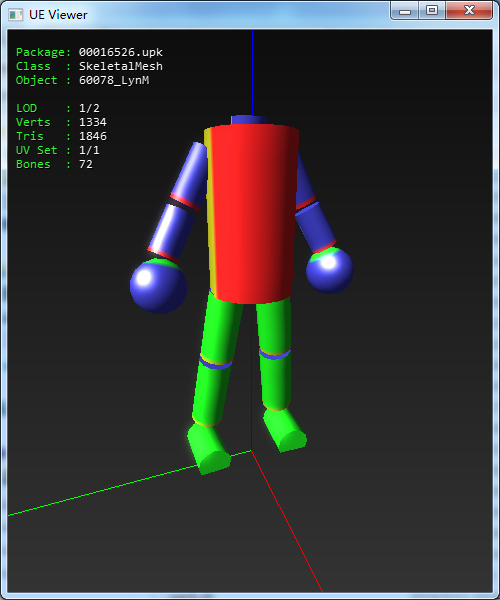 UE Viewer
Package: 00016526.upk
Class  : SkeletalMesh
Object : 60078_LynM
LOD    : 1/2
Verts  : 1334
Tris   : 1846
UV Set : 1/1
Bones  : 72